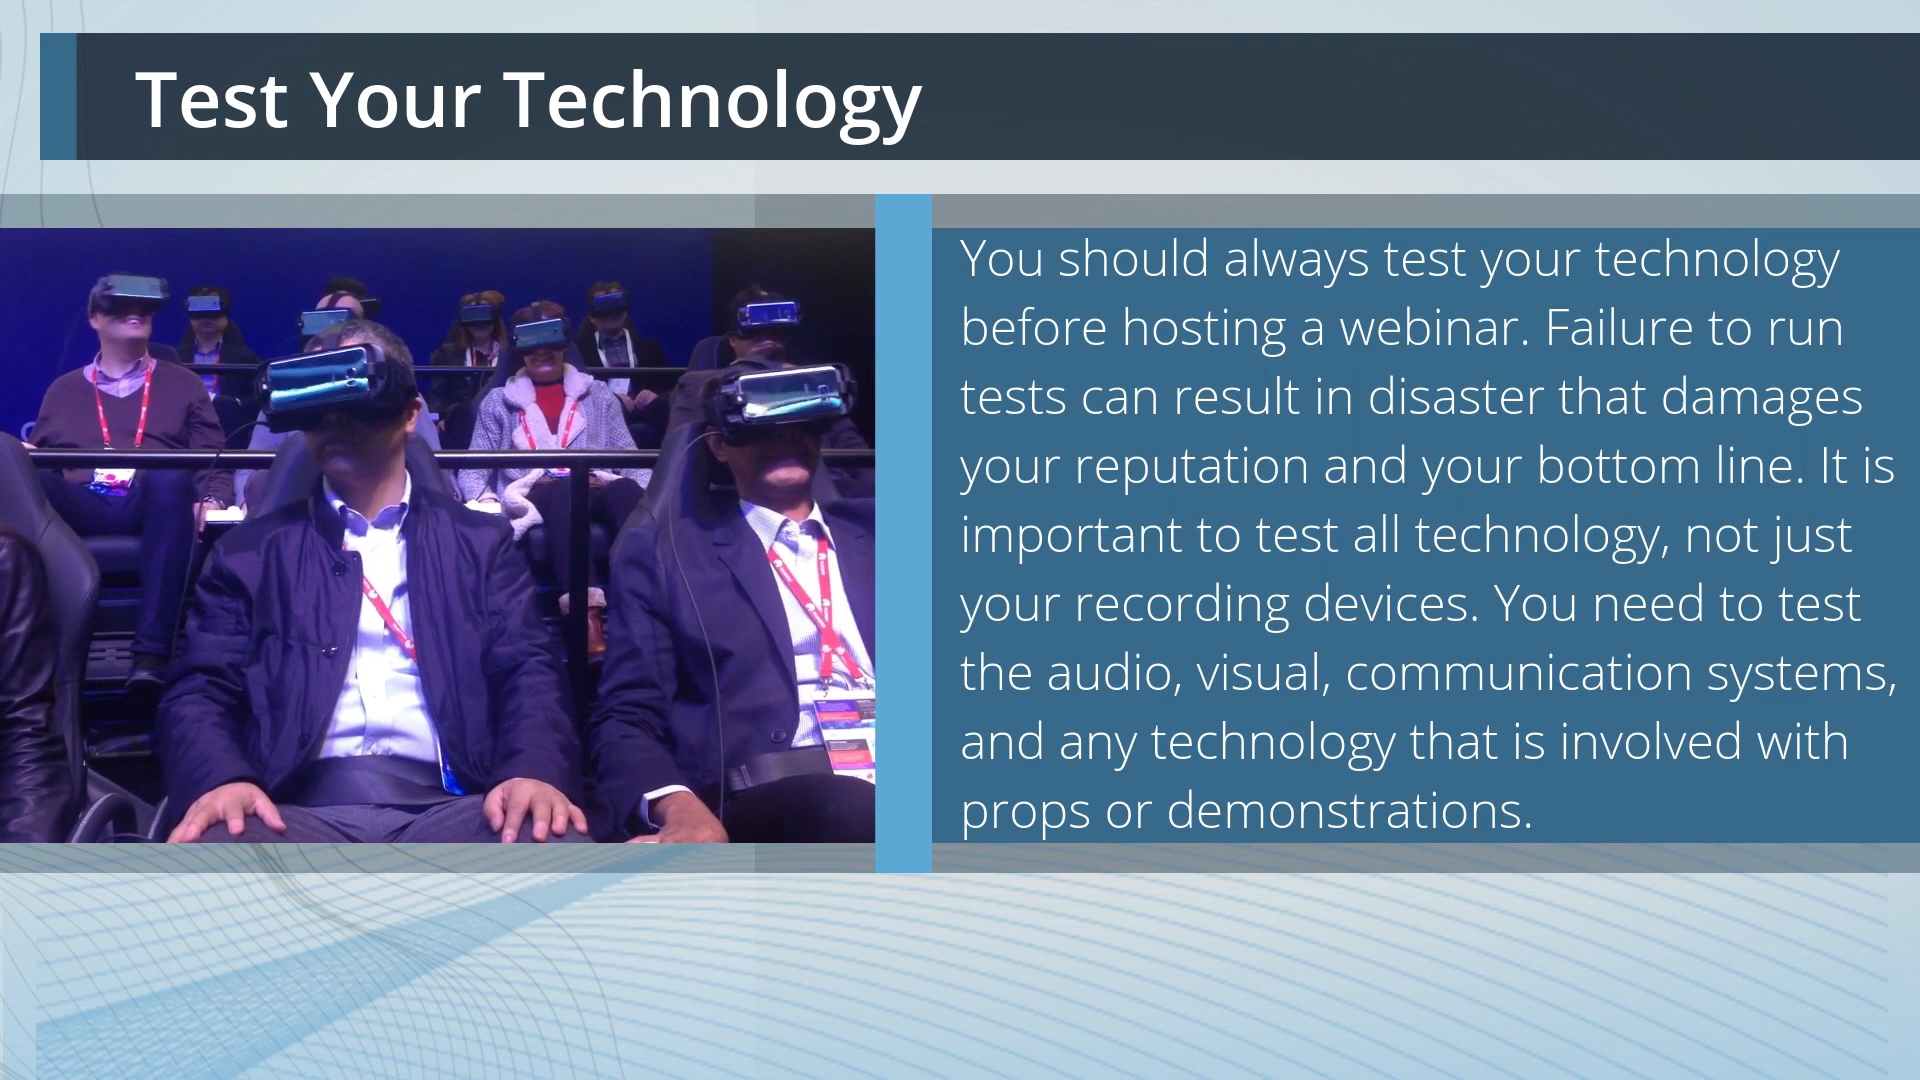 Test Your Technology
You should always test your technology
before hosting a webinar. Failure to run
tests can result in disaster that damages
your reputation and your bottom line. It is
important to test all technology, not just
your recording devices. You need to test
the audio, visual, communication systems,
and any technology that is involved with
props or demonstrations.